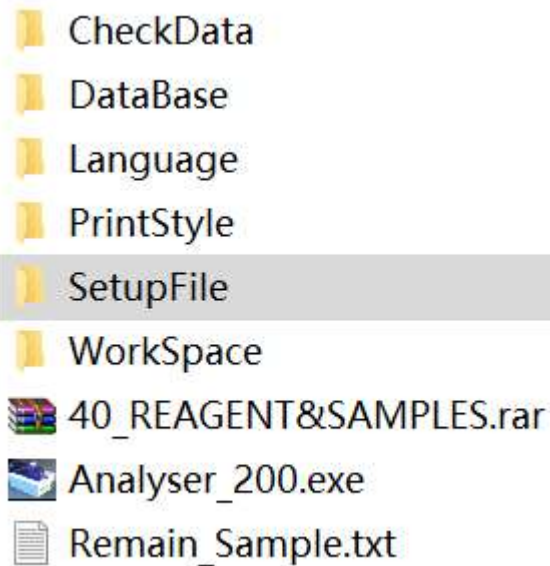 CheckData
DataBase
Language
PrintStyle
SetupFile
WorkSpace
40_REAGENT&SAMPLES.rar
Analyser_200.exe
Remain_Sample.txt